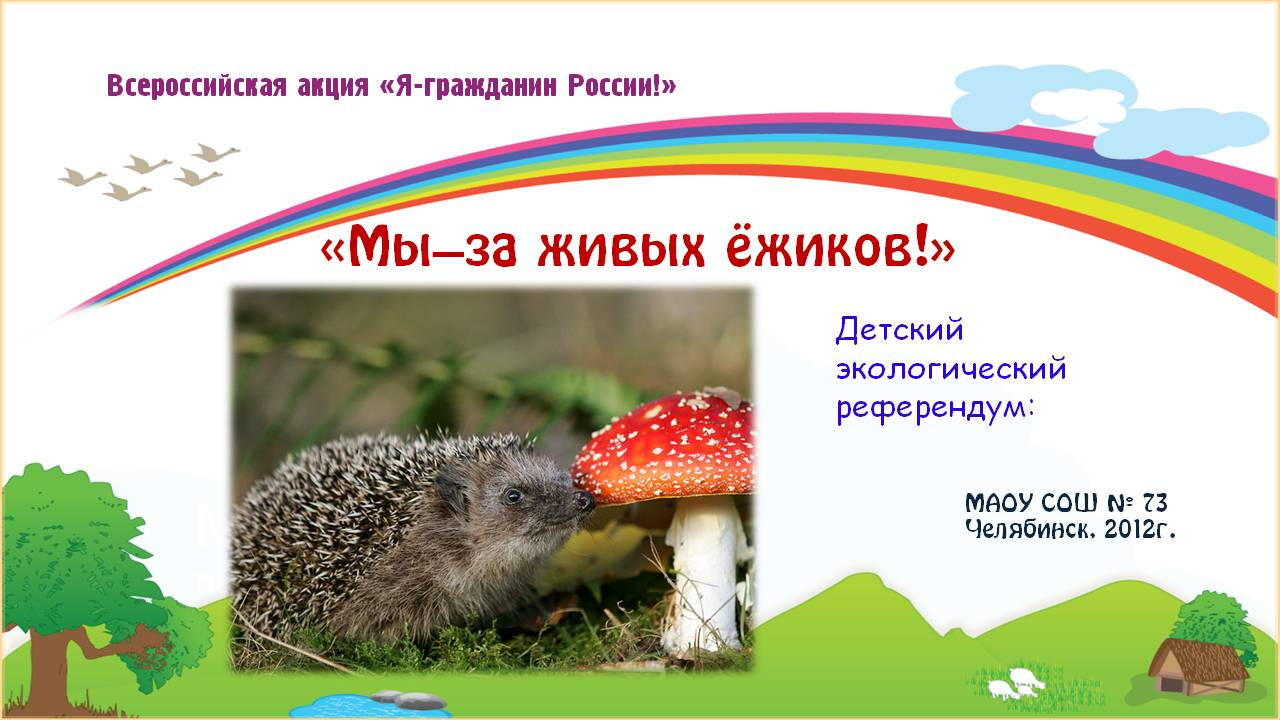 Всероссийская акция «Я-гражданин России!»
«Мы–за живых ёжиков!»
Детский
экологический
референдум:
МАОУ СОШ № 73
Челябинск, 2012г.